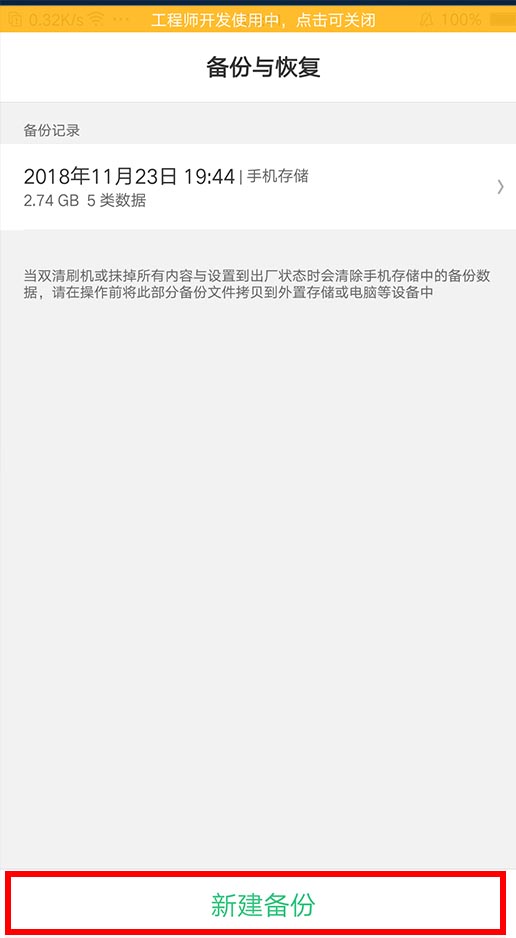 0.32K/s ... 工程师开发使用中，点击可关闭 100%
备份与恢复
备份记录
2018年11月23日 19:44 | 手机存储
2.74 GB 5 类数据
当双清刷机或抹掉所有内容与设置到出厂状态时会清除手机存储中的备份数
据，请在操作前将此部分备份文件拷贝到外置存储或电脑等设备中
新建备份